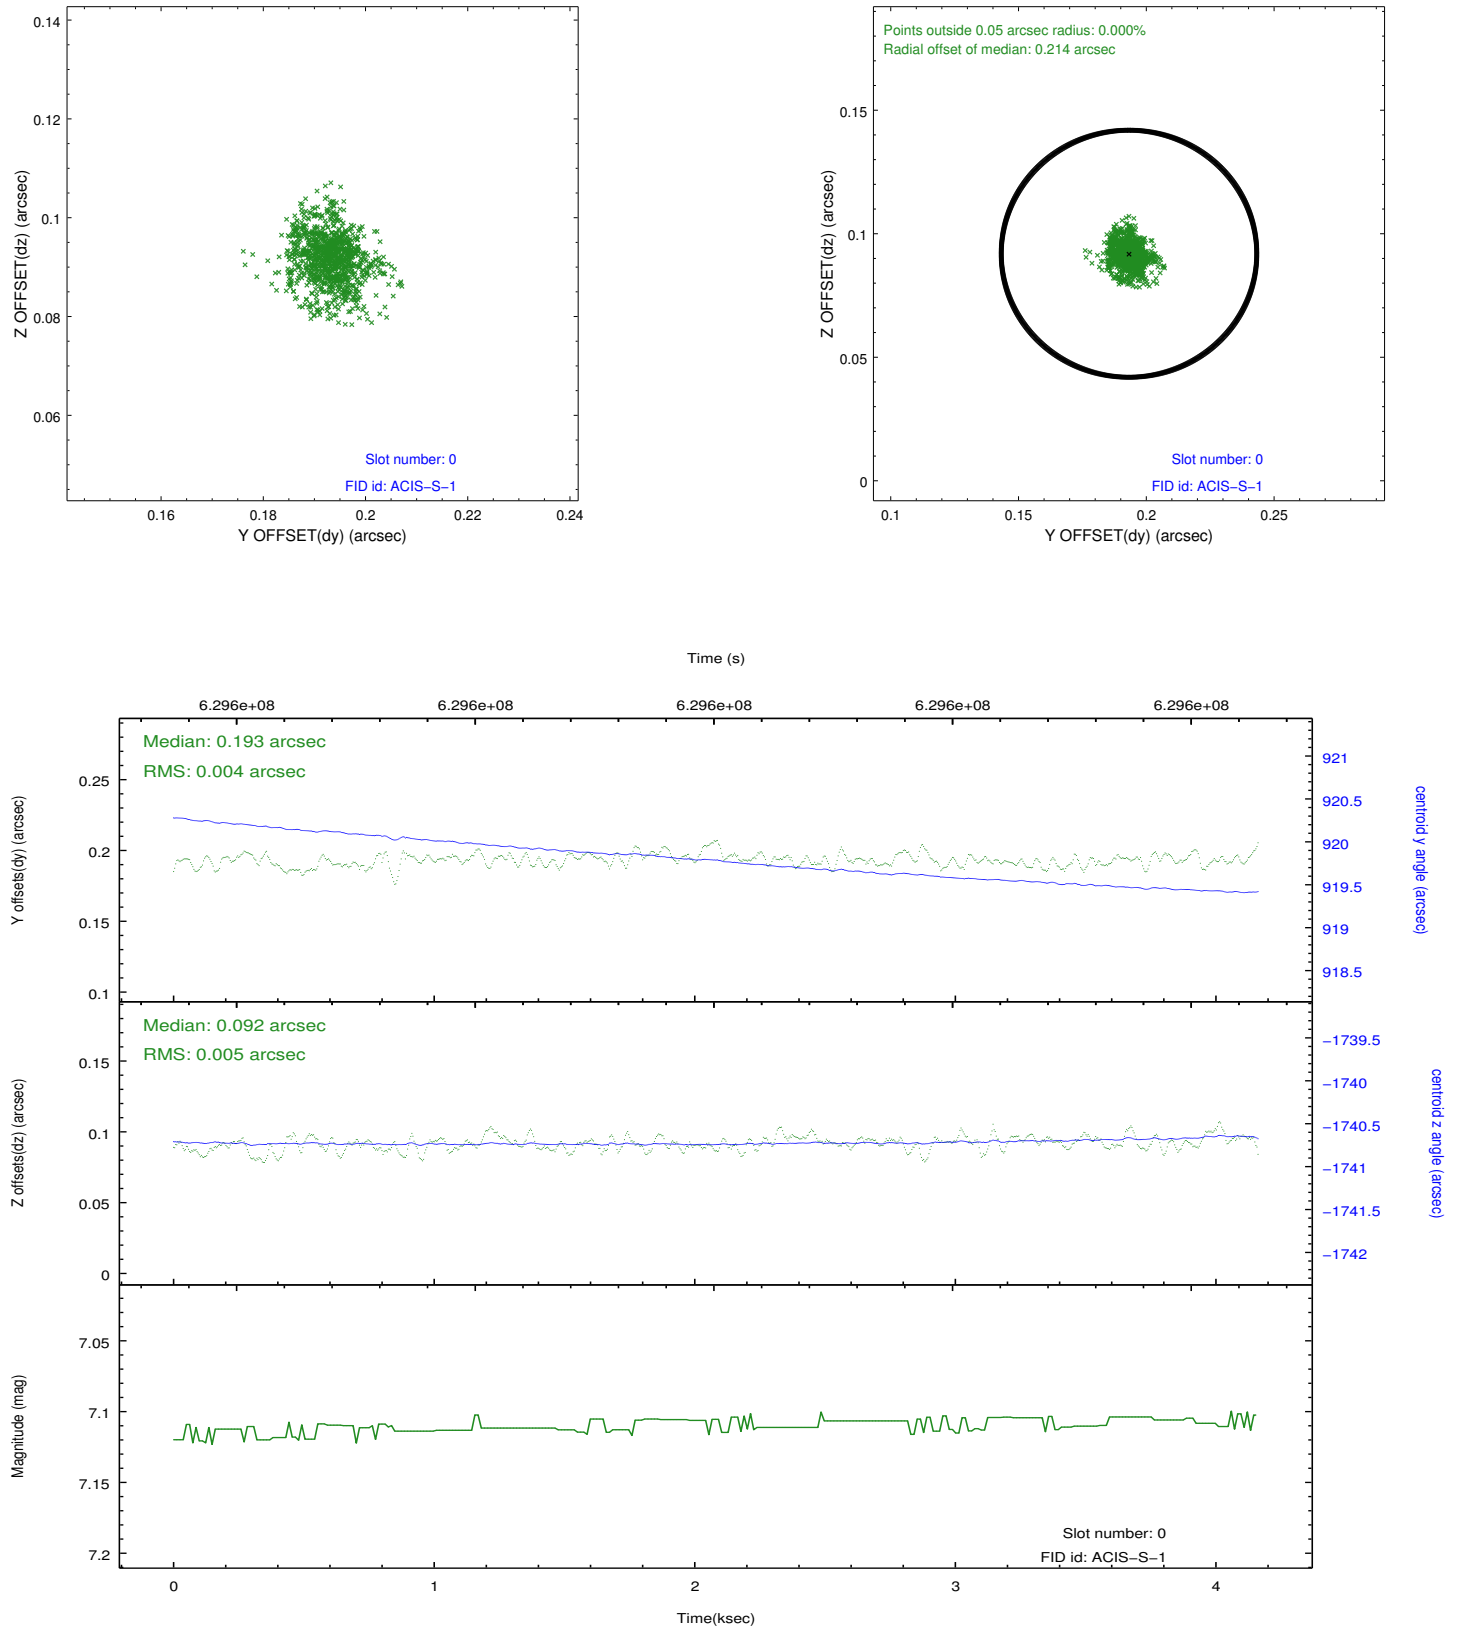 0.14
0.12
0.1
0.08
0.06
Z OFFSET(dz) (arcsec)
Slot number: 0
FID id: ACIS−S−1
0.16 0.18 0.2 0.22 0.24
Y OFFSET(dy) (arcsec)
Points outside 0.05 arcsec radius: 0.000%
Radial offset of median: 0.214 arcsec
0.15
0.1
0.05
0
Z OFFSET(dz) (arcsec)
Slot number: 0
FID id: ACIS−S−1
0.1 0.15 0.2 0.25
Y OFFSET(dy) (arcsec)
Time (s)
6.296e+08 6.296e+08 6.296e+08 6.296e+08 6.296e+08
Median: 0.193 arcsec
RMS: 0.004 arcsec
0.25
0.2
0.15
0.1
Y offsets(dy) (arcsec)
921
920.5
920
919.5
919
918.5
centroid y angle (arcsec)
Median: 0.092 arcsec
RMS: 0.005 arcsec
0.15
0.1
0.05
0
Z offsets(dz) (arcsec)
−1739.5
−1740
−1740.5
−1741
−1741.5
−1742
centroid z angle (arcsec)
7.05
7.1
7.15
7.2
Magnitude (mag)
Slot number: 0
FID id: ACIS−S−1
0 1 2 3 4
Time(ksec)